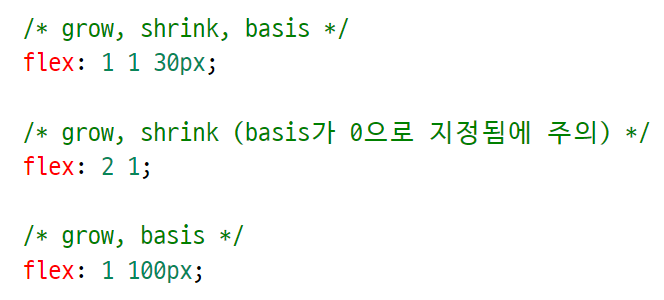 /* grow, shrink, basis */
flex: 1 1 30px;
/* grow, shrink (basis가 0으로 지정됨에 주의) */
flex: 2 1;
/* grow, basis */
flex: 1 100px;